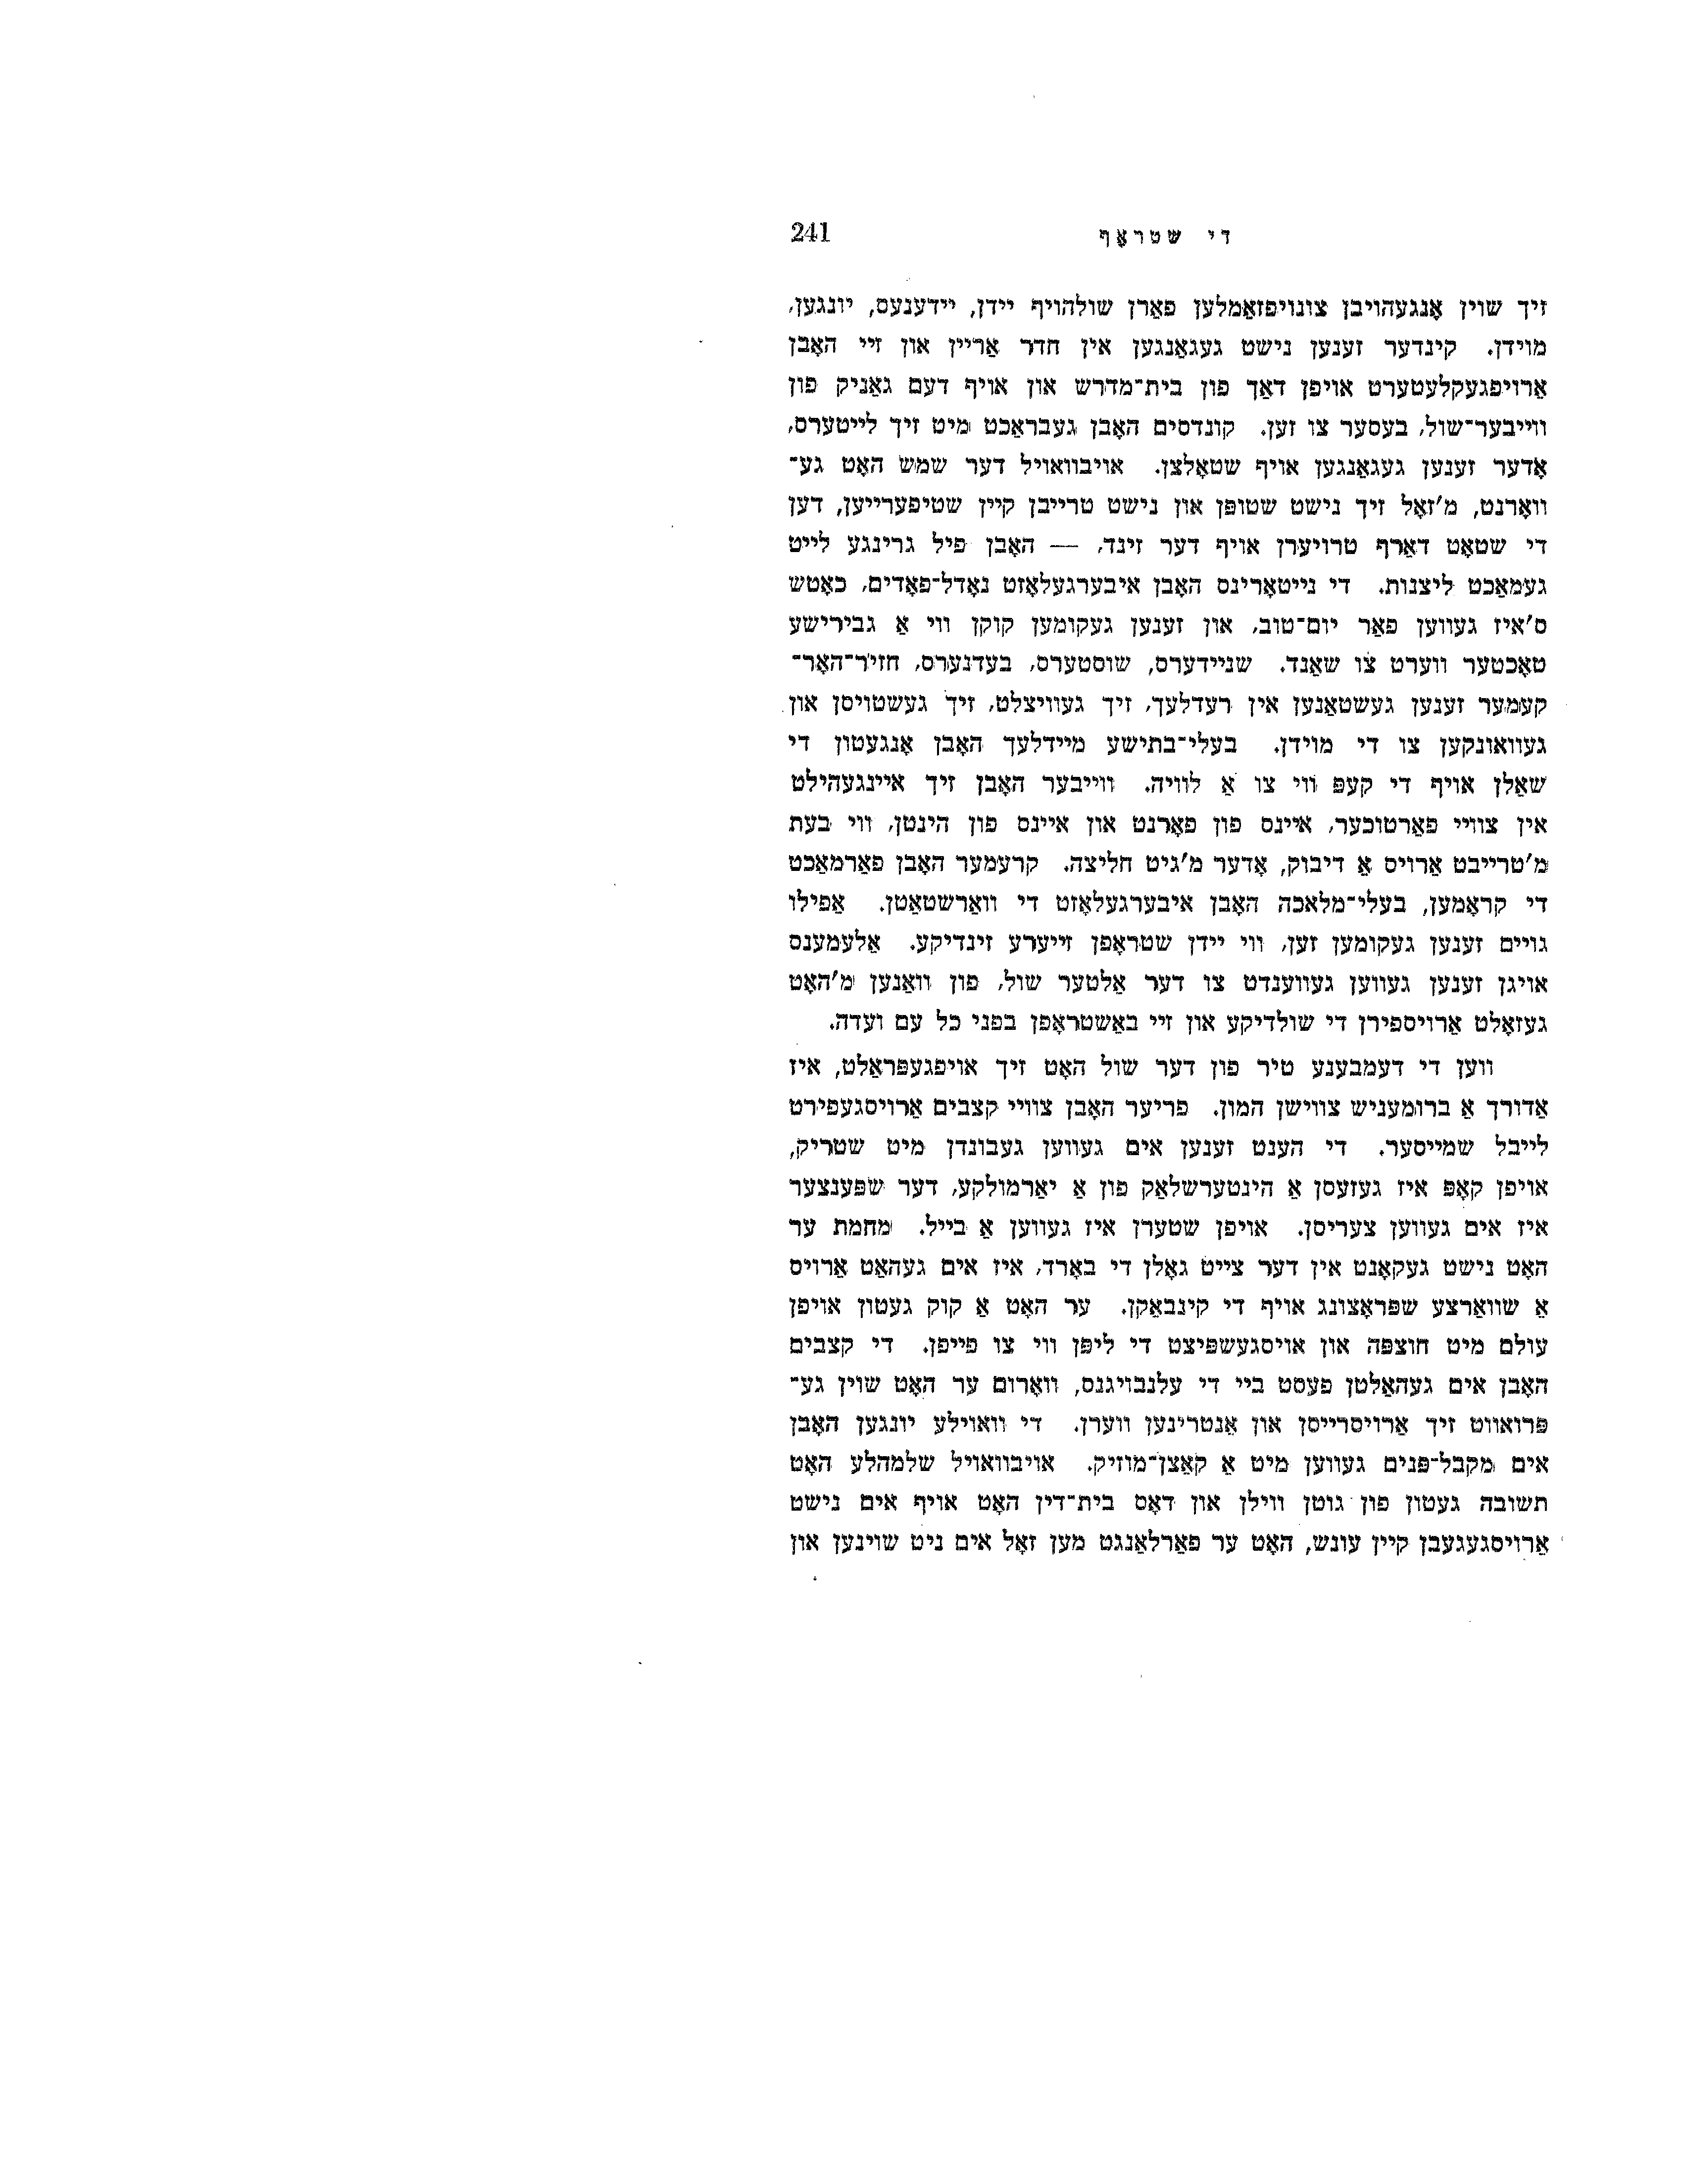 די שטראָף 241
זיך שוין אָנגעהויבן צונויפזאַמלען פאַרן שולהויף יידן, יידענעס, יונגען,
מוידן. קינדער זענען נישט געגאַנגען אין חדר אַריין און זיי האָבן
אַרויפגעקלעטערט אויפן דאַך פון בית־מדרש און אויף דעם גאַניק פון
ווייבער־שול, בעסער צו זען. קונדסים האָבן געבראַכט מיט זיך לייטערס,
אָדער זענען געגאַנגען אויף שטאָלצן. אויבוואויל דער שמש האָט גע־
וואָרנט, מ'זאָל זיך נישט שטופּן און נישט טרייבן קיין שטיפערייען, דען
די שטאָט דאַרף טרויערן אויף דער זינד, — האָבן פיל גרינגע לייט
געמאַכט ליצנות. די נייטאָרינס האָבן איבערגעלאָזט נאָדל־פאָדים, כאָטש
ס'איז געווען פאַר יום־טוב, און זענען געקומען קוקן ווי אַ גבירישע
טאָכטער ווערט צו שאַנד. שניידערס, שוסטערס, בעדנערס, חזיר־האָר־
קעמער זענען געשטאַנען אין רעדלעך, זיך געוויצלט, זיך געשטויסן און
געוואונקען צו די מוידן. בעלי־בתישע מיידלעך האָבן אָנגעטון די
שאַלן אויף די קעפּ ווי צו אַ לוויה. ווייבער האָבן זיך איינגעהילט
אין צוויי פאַרטוכער, איינס פון פאָרנט און איינס פון הינטן, ווי בעת
מ'טרייבט אַרויס אַ דיבוק, אָדער מ'גיט חליצה. קרעמער האָבן פאַרמאַכט
די קראָמען, בעלי־מלאכה האָבן איבערגעלאָזט די וואַרשטאַטן. אַפילו
גויים זענען געקומען זען, ווי יידן שטראָפן זייערע זינדיקע. אַלעמענס
אויגן זענען געווען געווענדט צו דער אַלטער שול, פון וואַנען מ'האָט
געזאָלט אַרויספירן די שולדיקע און זיי באַשטראָפן בפני כל עם ועדה.
ווען די דעמבענע טיר פון דער שול האָט זיך אויפגעפּראַלט, איז
אַדורך אַ ברומעניש צווישן המון. פריער האָבן צוויי קצבים אַרויסגעפירט
לייבל שמייסער. די הענט זענען אים געווען געבונדן מיט שטריק,
אויפן קאָפּ איז געזעסן אַ הינטערשלאַק פון אַ יאַרמולקע, דער שפּענצער
איז אים געווען צעריסן. אויפן שטערן איז געווען אַ בייל. מחמת ער
האָט נישט געקאָנט אין דער צייט גאָלן די באָרד, איז אים געהאַט אַרויס
אַ שוואַרצע שפּראָצונג אויף די קינבאַקן. ער האָט אַ קוק געטון אויפן
עולם מיט חוצפּה און אויסגעשפּיצט די ליפּן ווי צו פייפן. די קצבים
האָבן אים געהאַלטן פעסט ביי די עלנבויגנס, וואָרום ער האָט שוין גע־
פּרואווט זיך אַרויסרייסן און אַנטרינען ווערן. די וואוילע יונגען האָבן
אים מקבל־פּנים געווען מיט אַ קאַצן־מוזיק. אויבוואויל שלמהלע האָט
תשובה געטון פון גוטן ווילן און דאָס בית־דין האָט אויף אים נישט
אַרויסגעגעבן קיין עונש, האָט ער פאַרלאַנגט מען זאָל אים ניט שוינען און